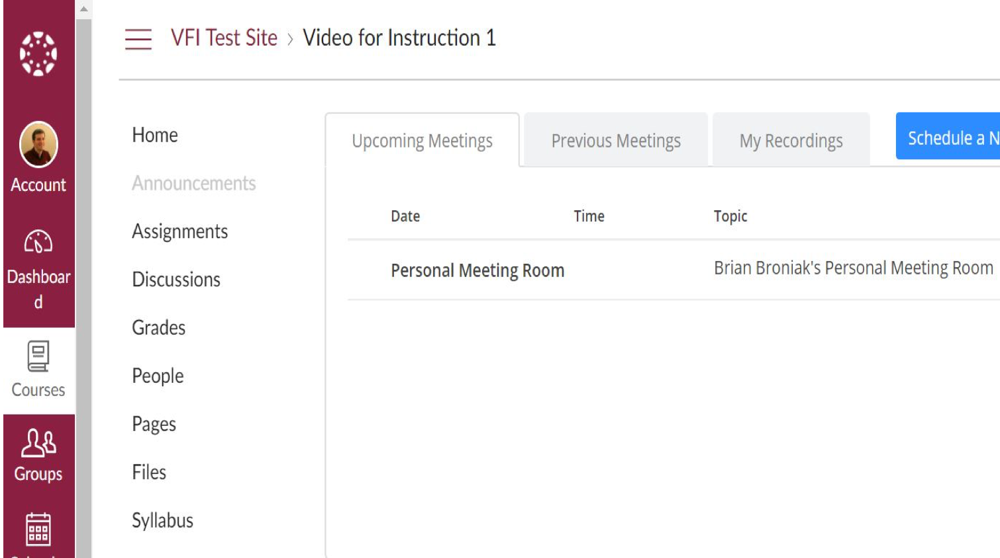 VFI Test Site › Video for Instruction 1
Account
Dashboar
d
Courses
Groups
Home
Announcements
Assignments
Discussions
Grades
People
Pages
Files
Syllabus
Upcoming Meetings Previous Meetings My Recordings Schedule a N
Date Time Topic
Personal Meeting Room Brian Broniak's Personal Meeting Room